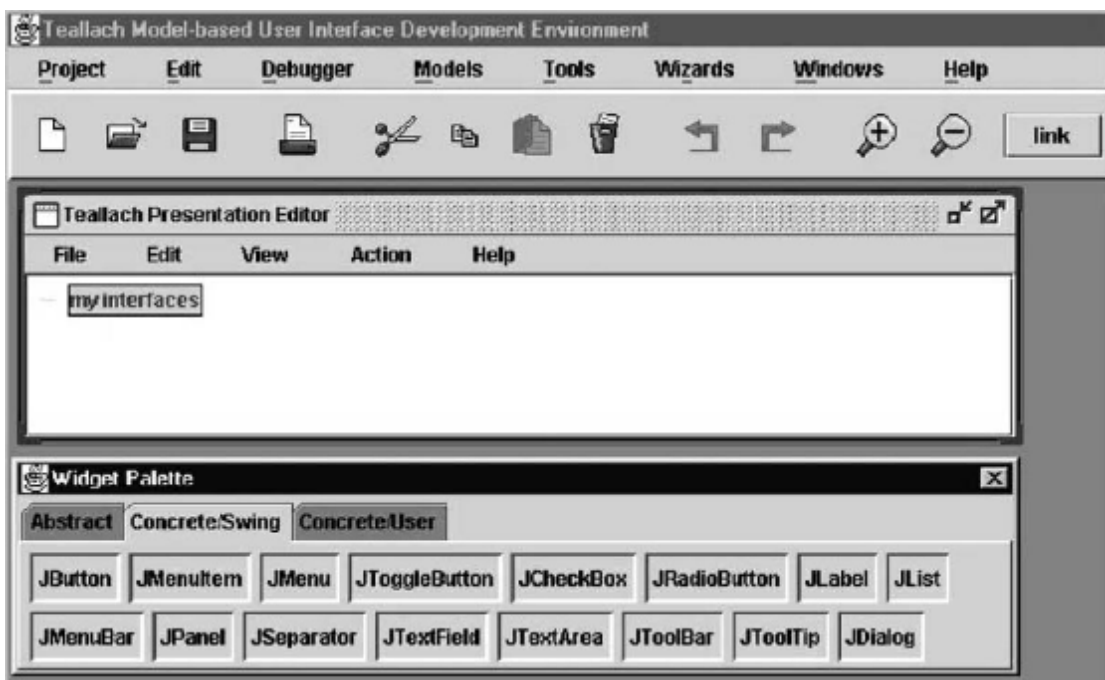 Teallach Model-based User Interface Development Environment
Project Edit Debugger Models Tools Wizards Windows Help
link
Teallach Presentation Editor
File Edit View Action Help
my interfaces
Widget Palette
Abstract Concrete/Swing Concrete/User
JButton JMenuItem JMenu JToggleButton JCheckBox JRadioButton JLabel JList
JMenuBar JPanel JSeparator JTextField JTextArea JToolBar JToolTip JDialog